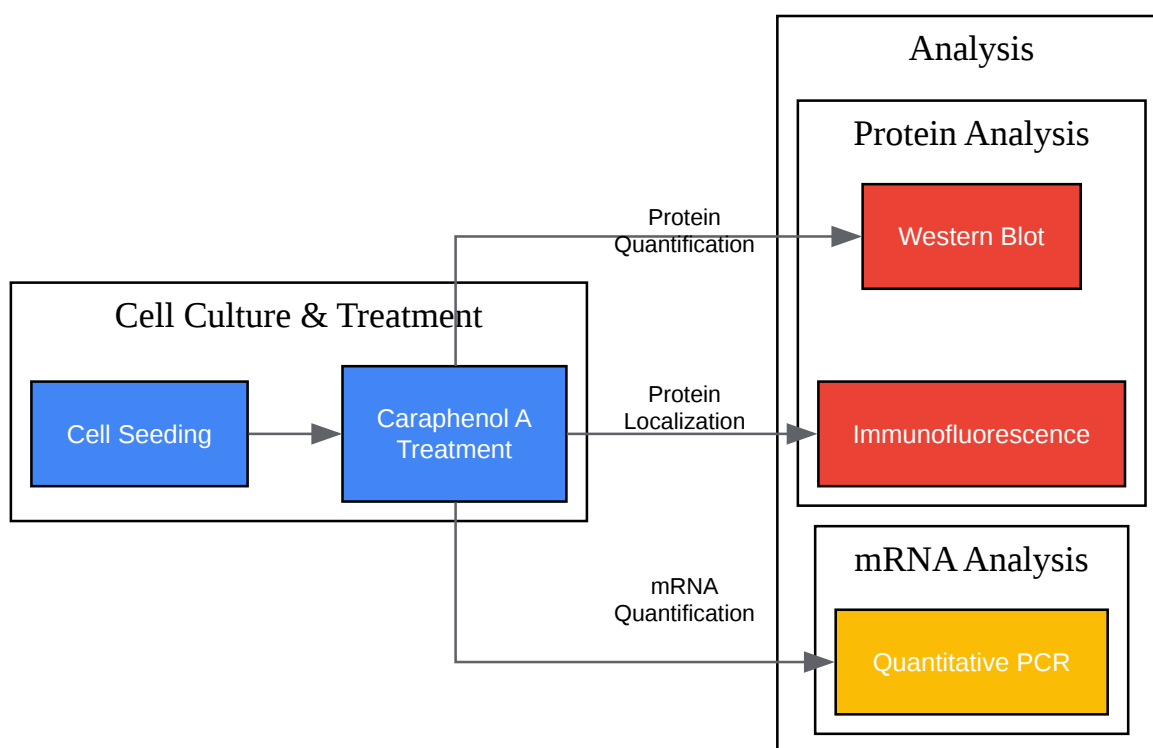 Analysis
Protein Analysis
Western Blot
Protein
Quantification
Cell Culture & Treatment
Cell Seeding
Caraphenol A
Treatment
Protein
Localization
Immunofluorescence
mRNA Analysis
mRNA
Quantification
Quantitative PCR